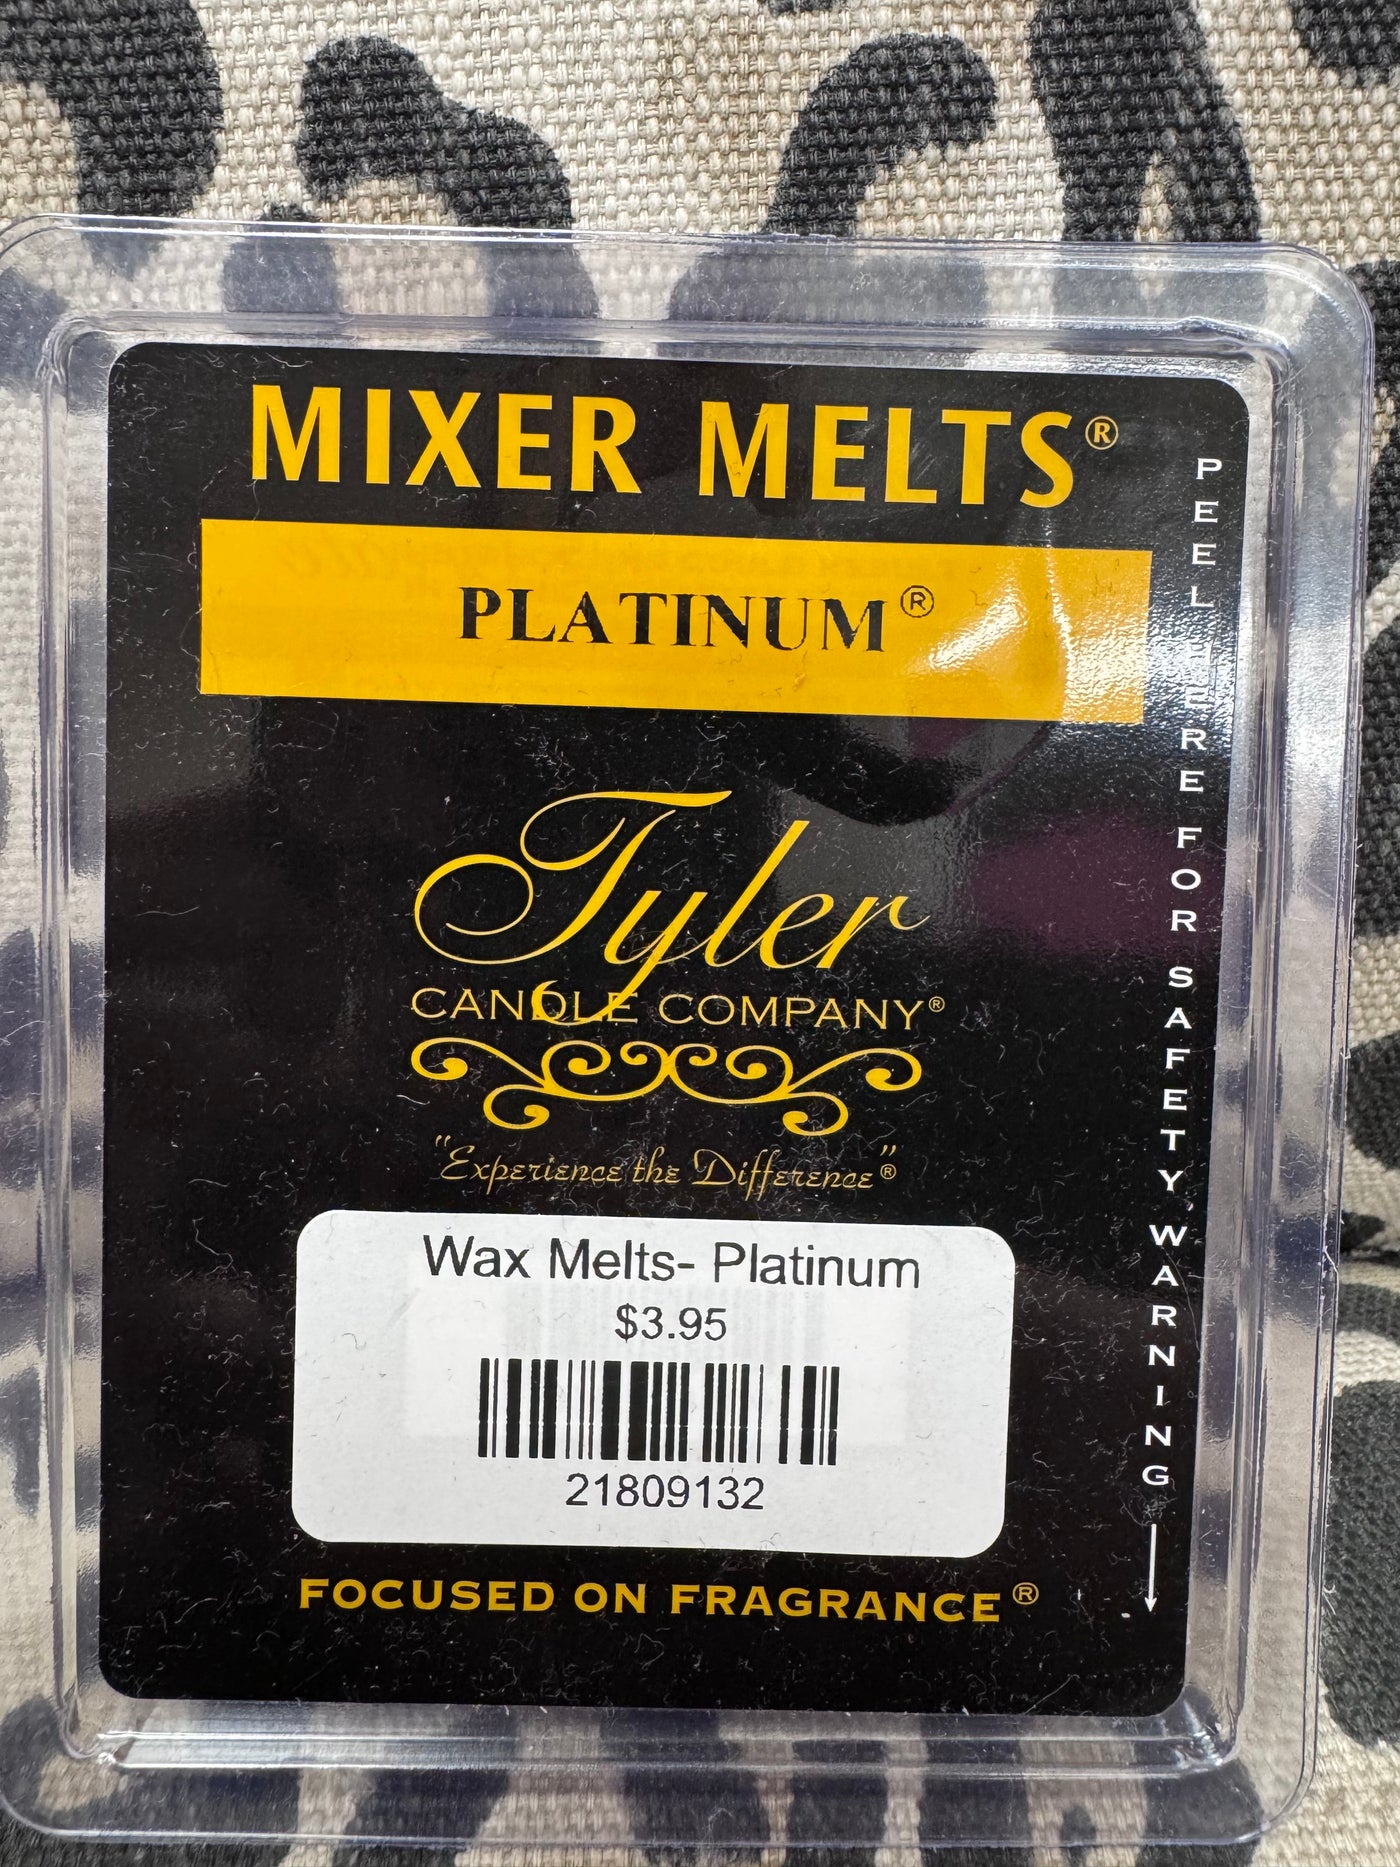 MIXER MELTS®
PLATINUM®
Tyler
CANDLE COMPANY®
"Experience the Difference"®
Wax Melts- Platinum
$3.95
21809132
FOCUSED ON FRAGRANCE®
PEEL HERE FOR SAFETY WARNING